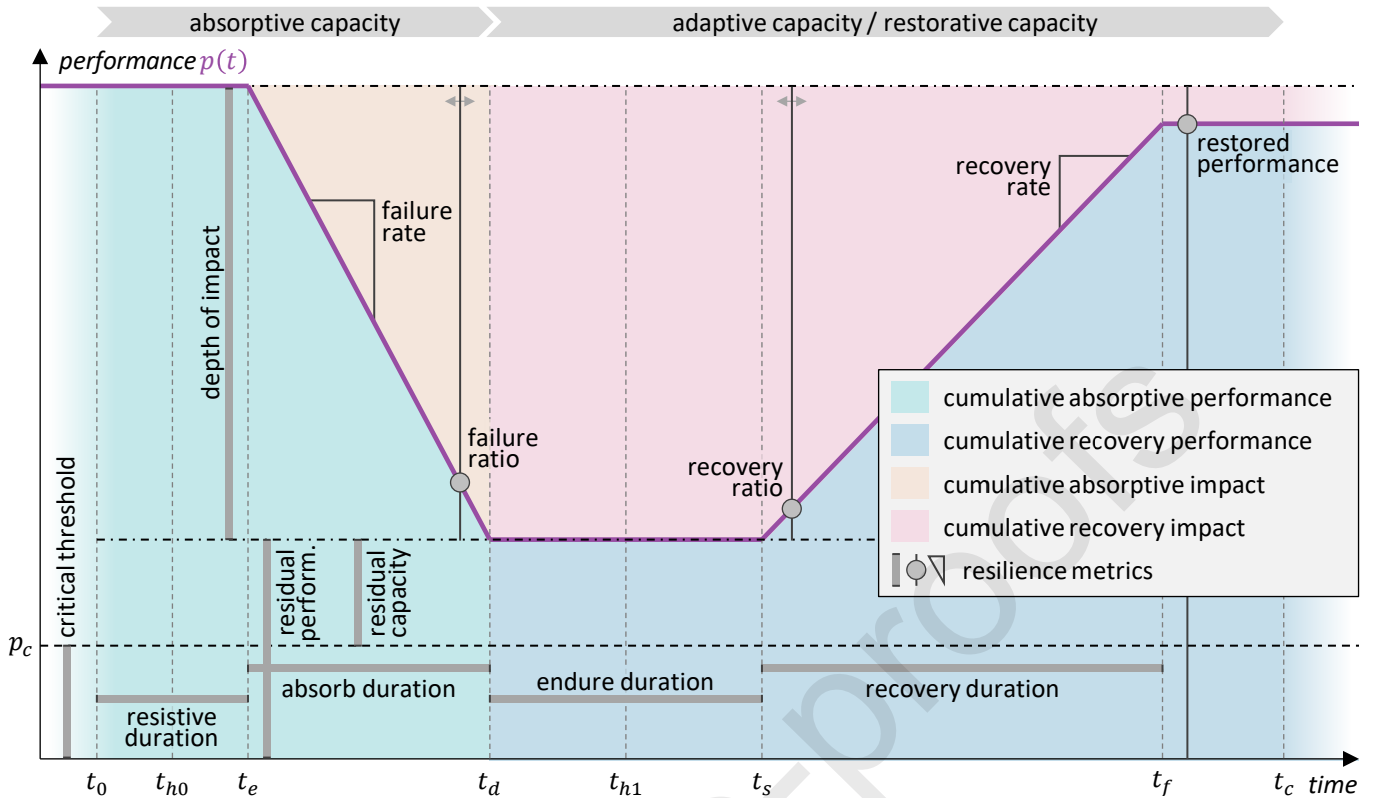 absorptive capacity
adaptive capacity / restorative capacity
performance p(t)
depth of impact
failure
rate
recovery
rate
restored
performance
failure
ratio
recovery
ratio
cumulative absorptive performance
cumulative recovery performance
cumulative absorptive impact
cumulative recovery impact
resilience metrics
critical threshold
residual
perform.
residual
capacity
p_c
absorb duration
endure duration
recovery duration
resistive
duration
t_0
t_h0
t_e
t_d
t_h1
t_s
t_f
t_c
time
-proofs